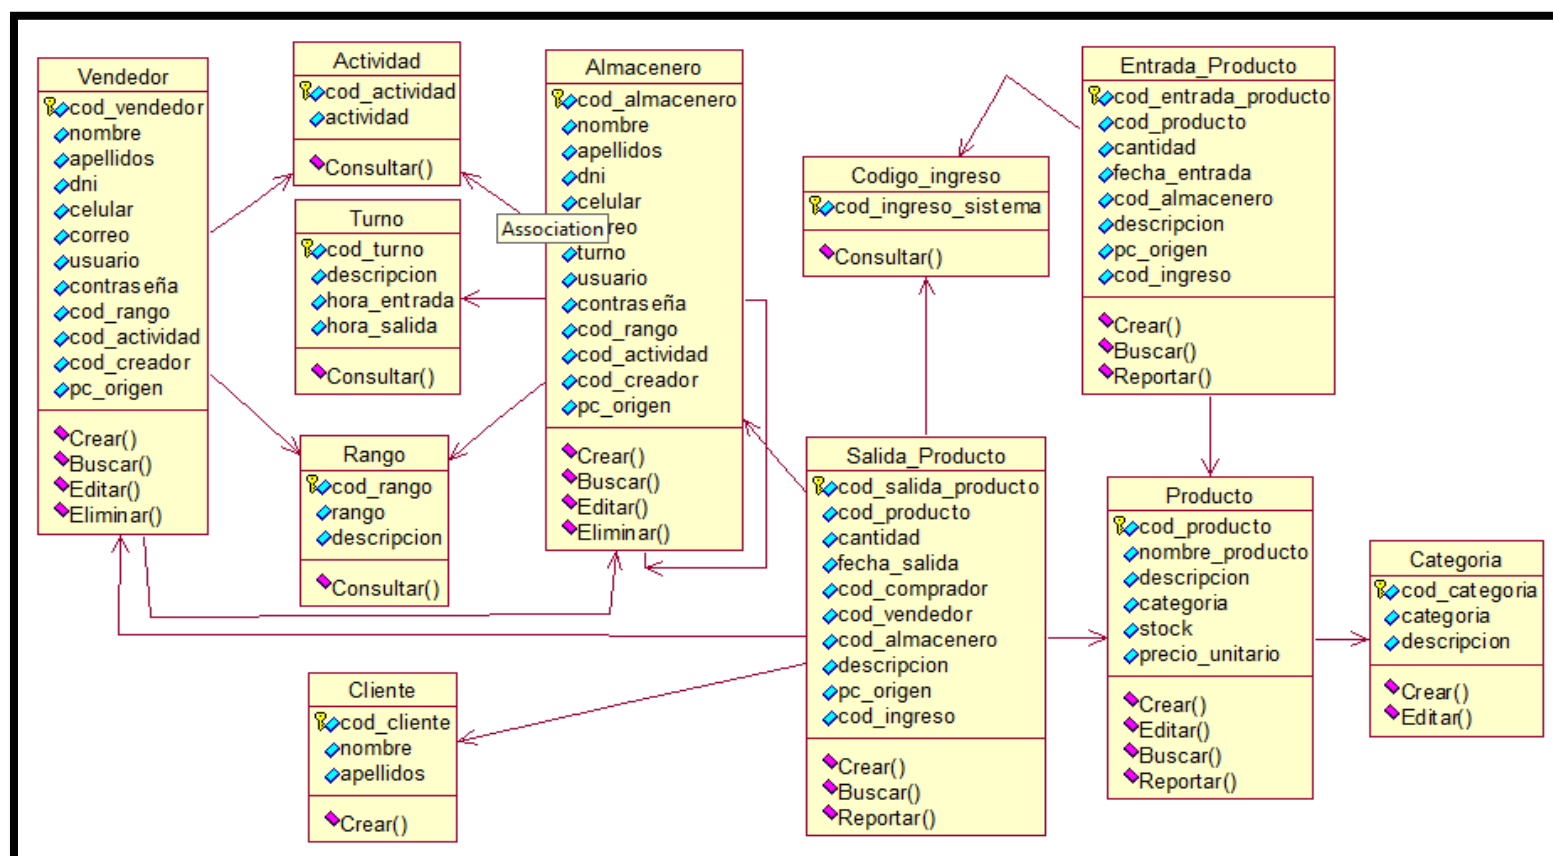 Vendedor
cod_vendedor
nombre
apellidos
dni
celular
correo
usuario
contraseña
cod_rango
cod_actividad
cod_creador
pc_origen
Crear()
Buscar()
Editar()
Eliminar()
Actividad
cod_actividad
actividad
Consultar()
Turno
cod_turno
descripcion
hora_entrada
hora_salida
Consultar()
Rango
cod_rango
rango
descripcion
Consultar()
Cliente
cod_cliente
nombre
apellidos
Crear()
Almacenero
cod_almacenero
nombre
apellidos
dni
celular
Association
reo
turno
usuario
contraseña
cod_rango
cod_actividad
cod_creador
pc_origen
Crear()
Buscar()
Editar()
Eliminar()
Codigo_ingreso
cod_ingreso_sistema
Consultar()
Salida_Producto
cod_salida_producto
cod_producto
cantidad
fecha_salida
cod_comprador
cod_vendedor
cod_almacenero
descripcion
pc_origen
cod_ingreso
Crear()
Buscar()
Reportar()
Entrada_Producto
cod_entrada_producto
cod_producto
cantidad
fecha_entrada
cod_almacenero
descripcion
pc_origen
cod_ingreso
Crear()
Buscar()
Reportar()
Producto
cod_producto
nombre_producto
descripcion
categoria
stock
precio_unitario
Crear()
Editar()
Buscar()
Reportar()
Categoria
cod_categoria
categoria
descripcion
Crear()
Editar()